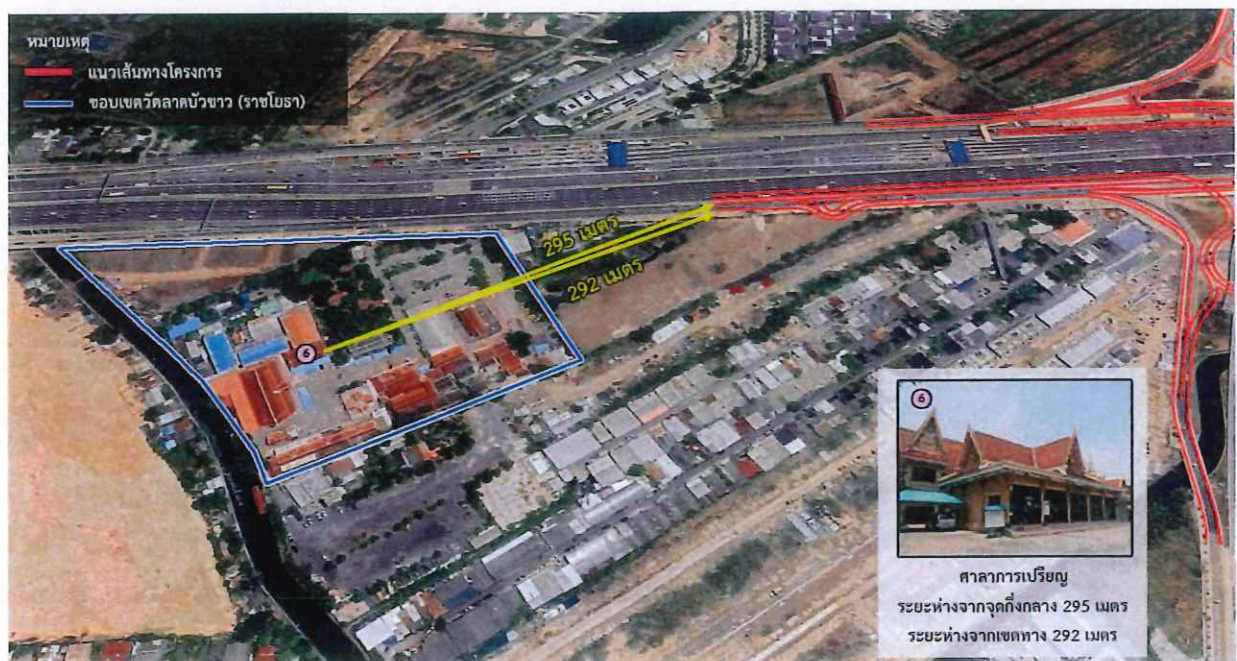 หมายเหตุ
แนวเส้นทางโครงการ
ขอบเขตวัดลาดบัวขาว (ราชโยธา)
295 เมตร
292 เมตร
6
6
ศาลาการเปรียญ
ระยะห่างจากจุดกึ่งกลาง 295 เมตร
ระยะห่างจากเขตทาง 292 เมตร